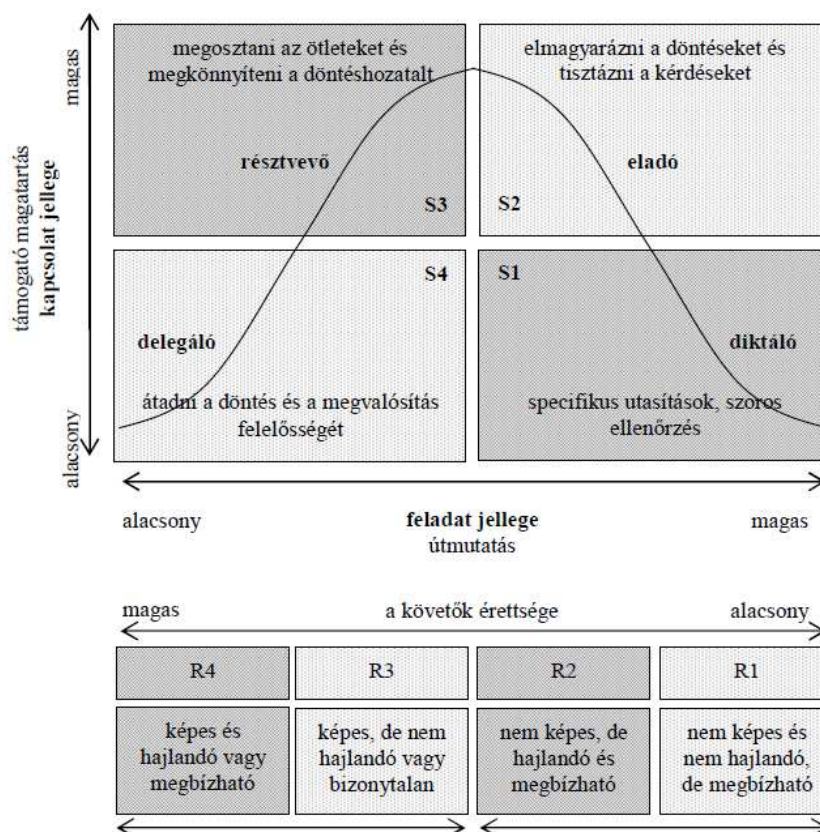 megosztani az ötleteket és
megkönnyíteni a döntéshozatalt
elmagyarázni a döntéseket és
tisztázni a kérdéseket
magas
résztvevő
eladó
S3
S2
támogató magatartás
kapcsolat jellege
S4
S1
delegáló
diktáló
átadni a döntés és a megvalósítás
felelősségét
specifikus utasítások, szoros
ellenőrzés
alacsony
alacsony
feladat jellege
magas
útmutatás
magas
a követők érettsége
alacsony
R4
R3
R2
R1
képes és
hajlandó vagy
megbízható
képes, de nem
hajlandó vagy
bizonytalan
nem képes, de
hajlandó és
megbízható
nem képes és
nem hajlandó,
de megbízható